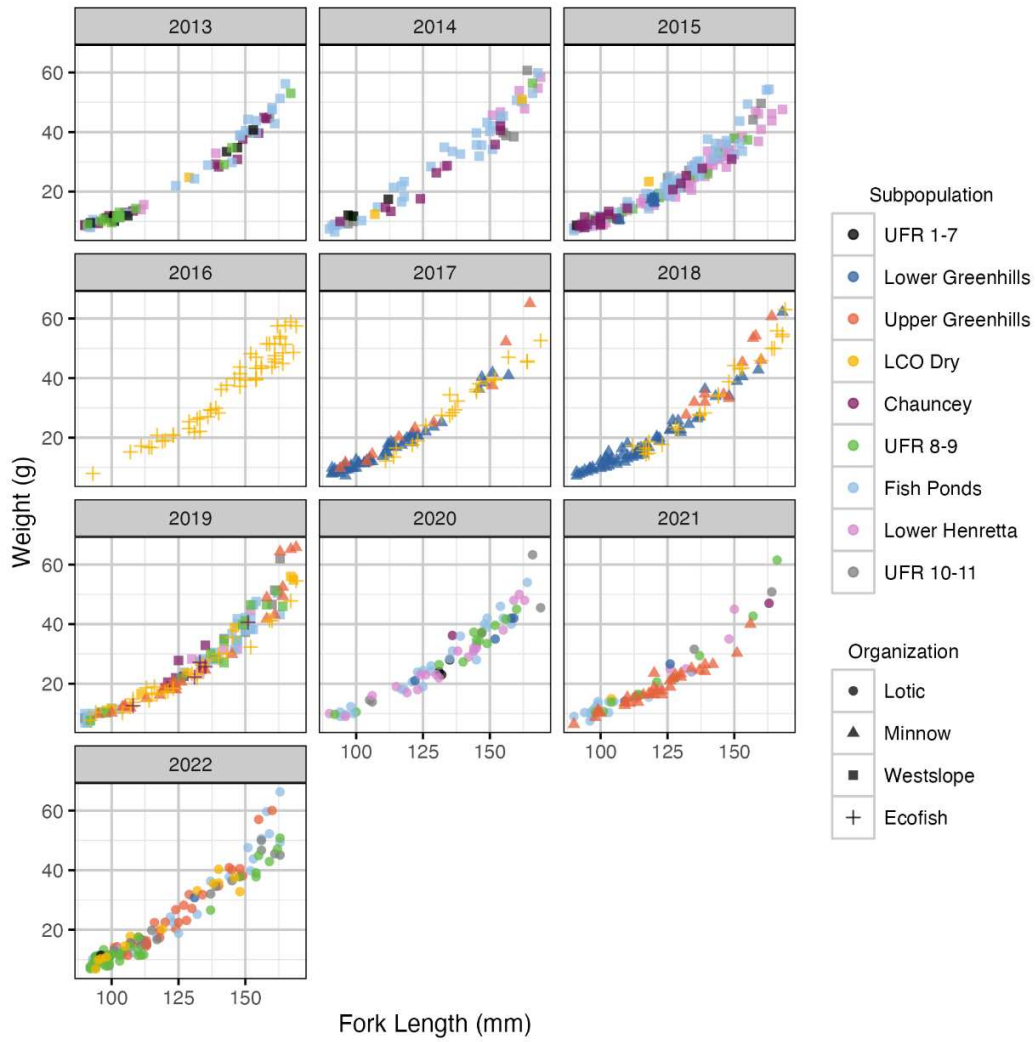 2013
2014
2015
60
40
20
2016
2017
2018
60
40
20
2019
2020
2021
60
40
20
100
125
150
100
125
150
2022
60
40
20
100
125
150
Weight (g)
Fork Length (mm)
Subpopulation
UFR 1-7
Lower Greenhills
Upper Greenhills
LCO Dry
Chauncey
UFR 8-9
Fish Ponds
Lower Henretta
UFR 10-11
Organization
Lotic
Minnow
Westslope
Ecofish